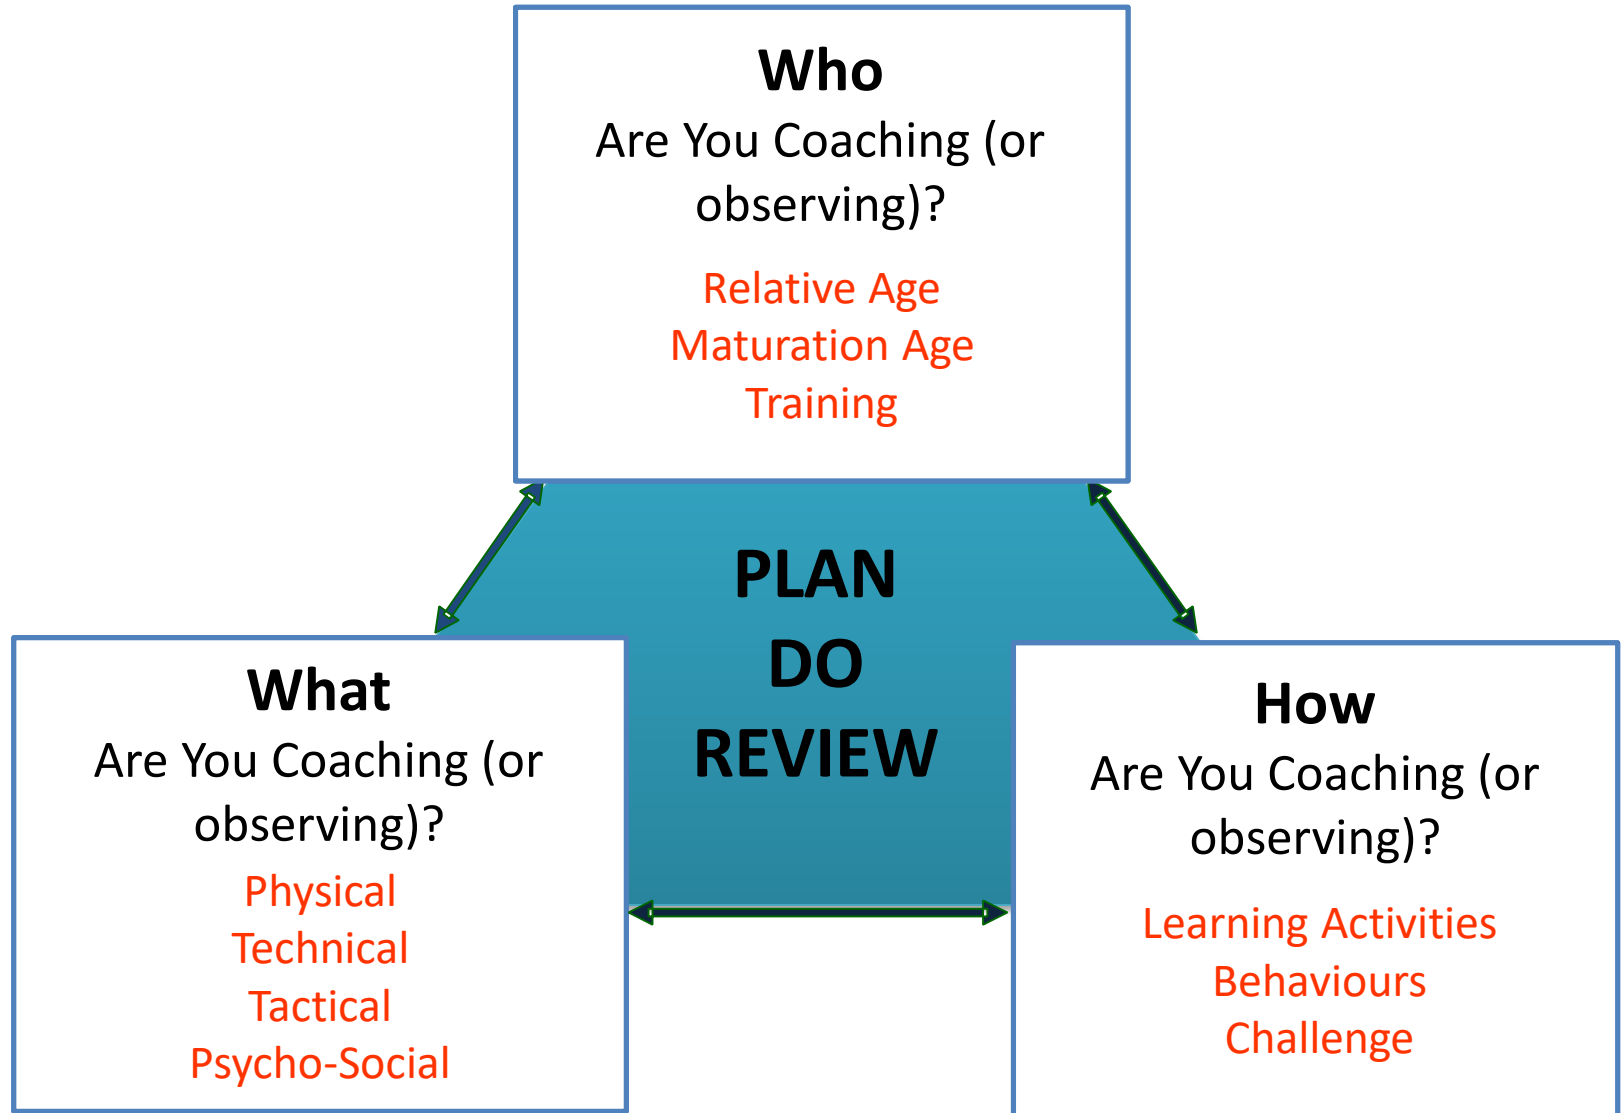 Who
Are You Coaching (or
observing)?
Relative Age
Maturation Age
Training
PLAN
DO
REVIEW
What
Are You Coaching (or
observing)?
Physical
Technical
Tactical
Psycho-Social
How
Are You Coaching (or
observing)?
Learning Activities
Behaviours
Challenge